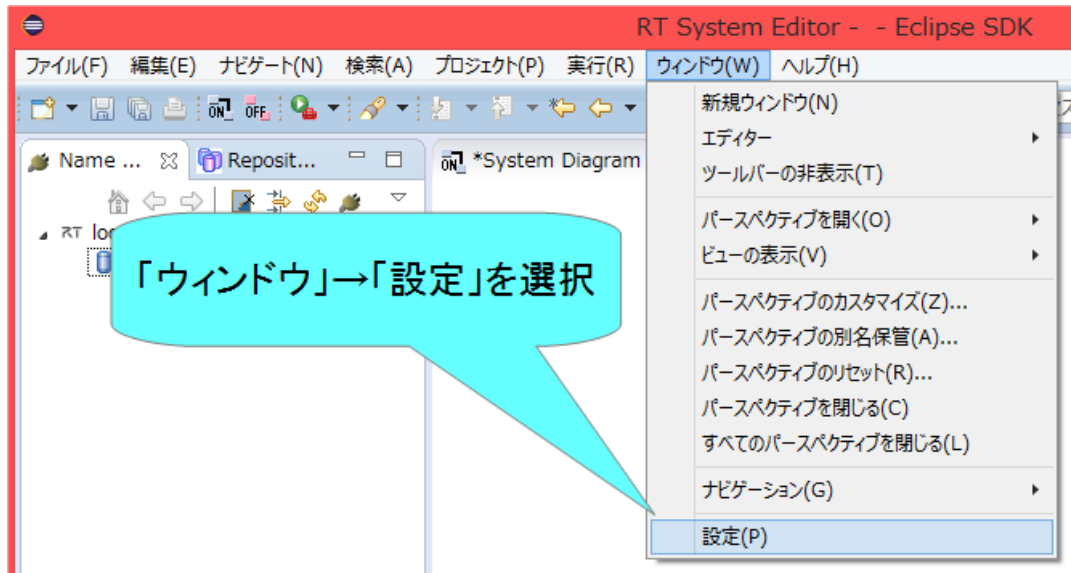 RT System Editor - - Eclipse SDK
ファイル(F) 編集(E) ナビゲート(N) 検索(A) プロジェクト(P) 実行(R) ウィンドウ(W) ヘルプ(H)
ON OFF
Name ... Reposit... ON *System Diagram
RT
「ウィンドウ」→「設定」を選択
新規ウィンドウ(N)
エディター
ツールバーの非表示(T)
パースペクティブを開く(O)
ビューの表示(V)
パースペクティブのカスタマイズ(Z)...
パースペクティブの別名保管(A)...
パースペクティブのリセット(R)...
パースペクティブを閉じる(C)
すべてのパースペクティブを閉じる(L)
ナビゲーション(G)
設定(P)